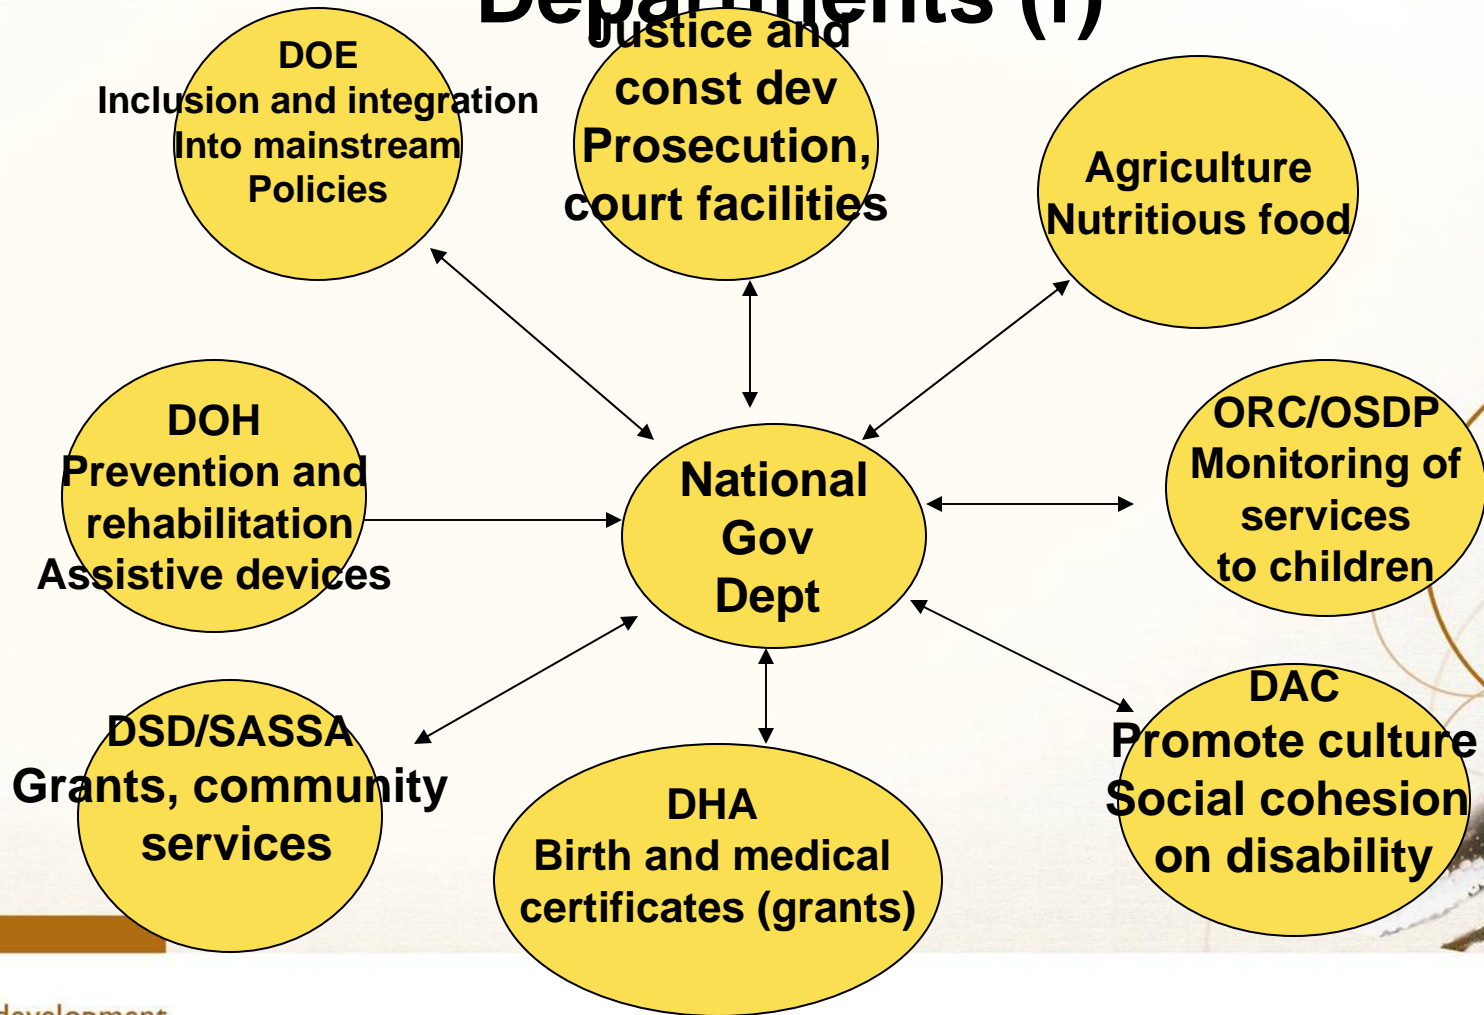 Departments (I)
DOE
Inclusion and integration
Into mainstream
Policies
Justice and
const dev
Prosecution,
court facilities
Agriculture
Nutritious food
DOH
Prevention and
rehabilitation
Assistive devices
National
Gov
Dept
ORC/OSDP
Monitoring of
services
to children
DSD/SASSA
Grants, community
services
DHA
Birth and medical
certificates (grants)
DAC
Promote culture
Social cohesion
on disability
development